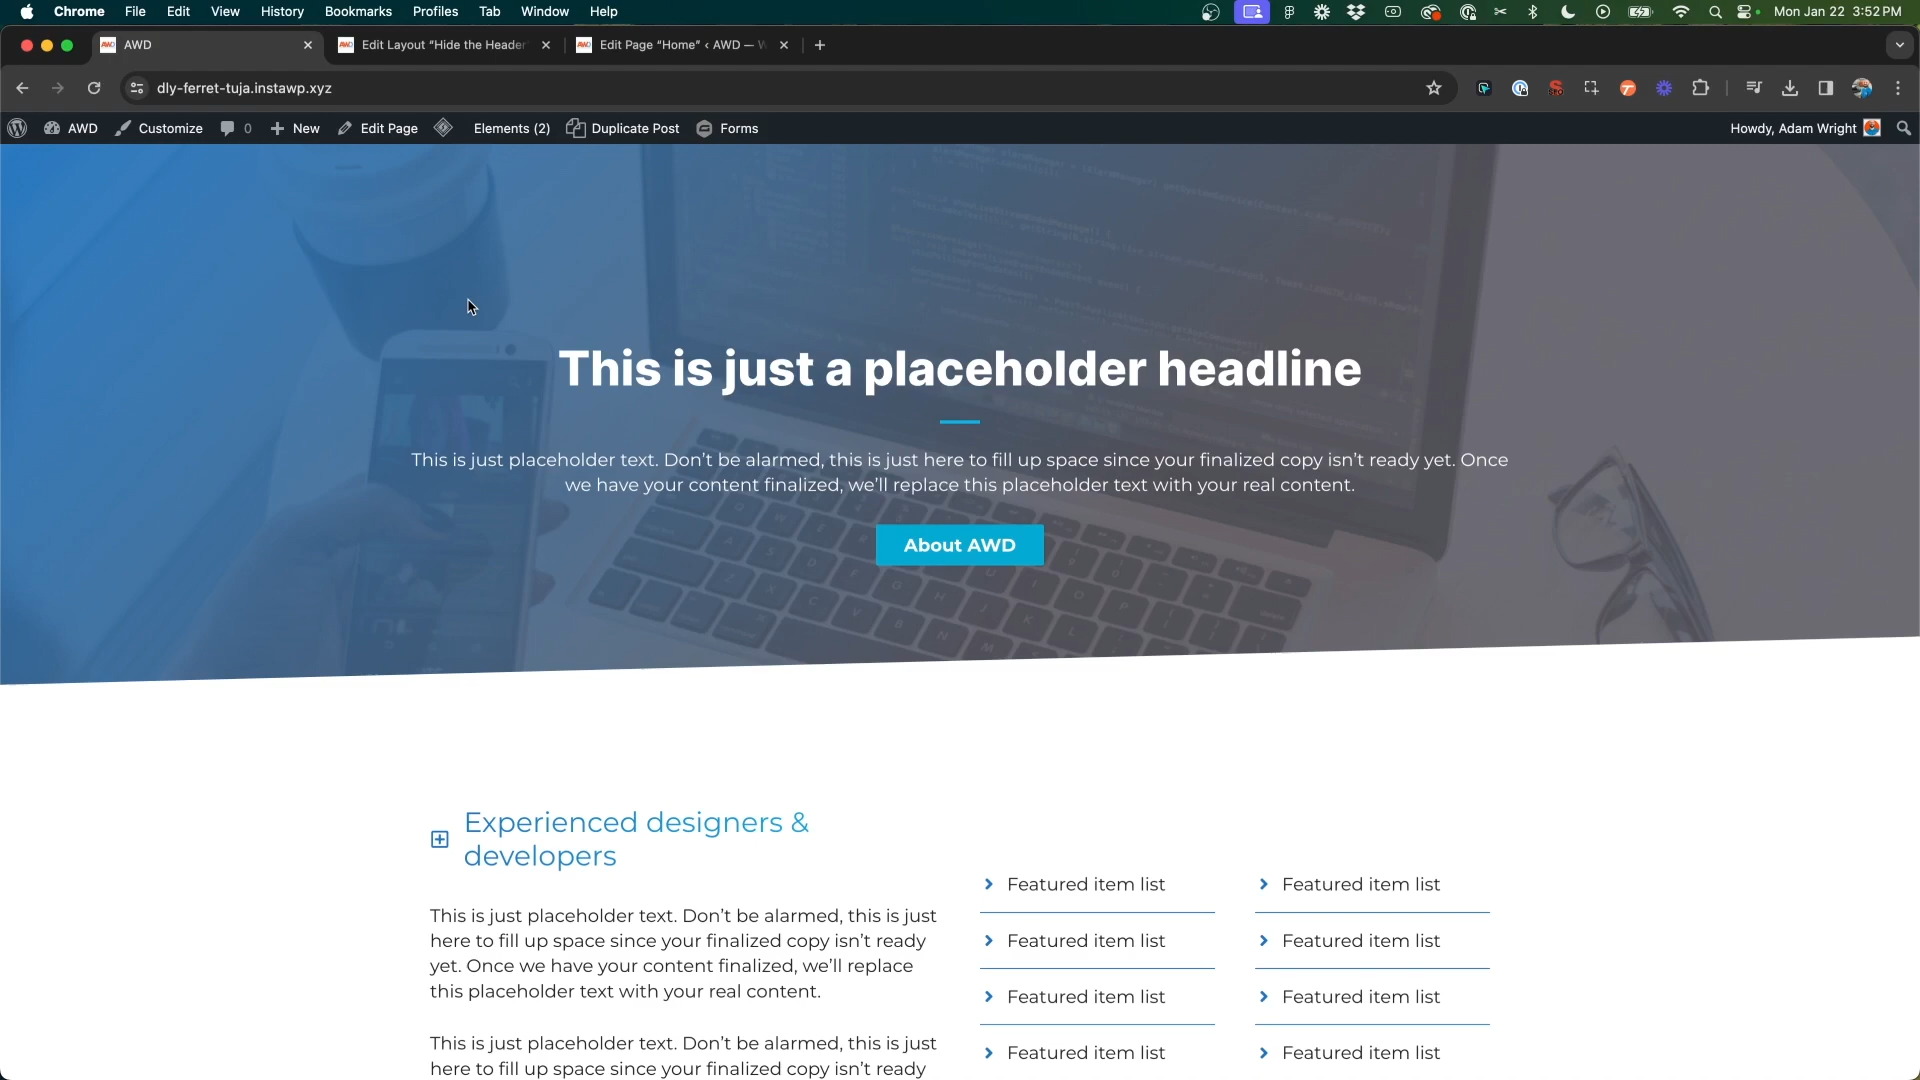 Chrome File Edit View History Bookmarks Profiles Tab Window Help Mon Jan 22 3:52 PM
AWD
Edit Layout “Hide the Header
Edit Page “Home” ‹ AWD —
dly-ferret-tuja.instawp.xyz
AWD Customize 0 New Edit Page Elements (2) Duplicate Post Forms Howdy, Adam Wright
This is just a placeholder headline
This is just placeholder text. Don’t be alarmed, this is just here to fill up space since your finalized copy isn’t ready yet. Once
we have your content finalized, we’ll replace this placeholder text with your real content.
About AWD
Experienced designers &
developers
This is just placeholder text. Don’t be alarmed, this is just
here to fill up space since your finalized copy isn’t ready
yet. Once we have your content finalized, we’ll replace
this placeholder text with your real content.
This is just placeholder text. Don’t be alarmed, this is just
here to fill up space since your finalized copy isn’t ready
Featured item list
Featured item list
Featured item list
Featured item list
Featured item list
Featured item list
Featured item list
Featured item list